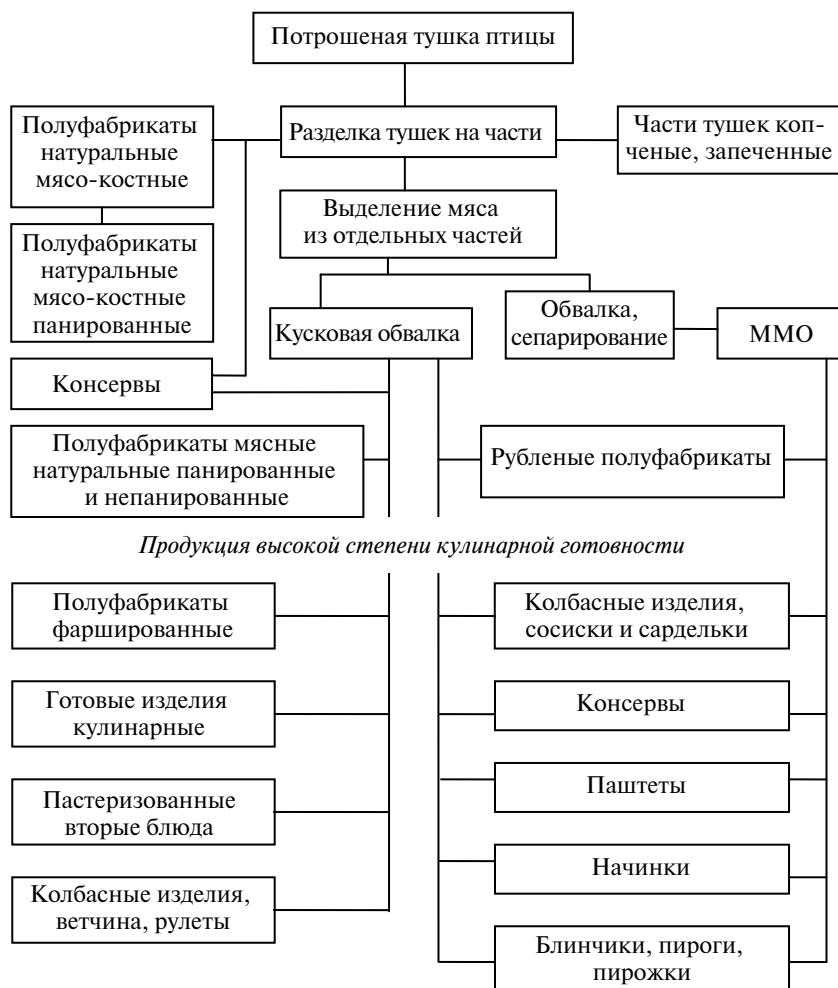 Потрошеная тушка птицы
Полуфабрикаты
натуральные
мясо-костные
Разделка тушек на части
Части тушек коп-
ченые, запеченные
Выделение мяса
из отдельных частей
Полуфабрикаты
натуральные
мясо-костные
панированные
Кусковая обвалка
Обвалка,
сепарирование
ММО
Консервы
Полуфабрикаты мясные
натуральные панированные
и непанированные
Рубленые полуфабрикаты
Продукция высокой степени кулинарной готовности
Полуфабрикаты
фаршированные
Колбасные изделия,
сосиски и сардельки
Готовые изделия
кулинарные
Консервы
Пастеризованные
вторые блюда
Паштеты
Начинки
Колбасные изделия,
ветчина, рулеты
Блинчики, пироги,
пирожки